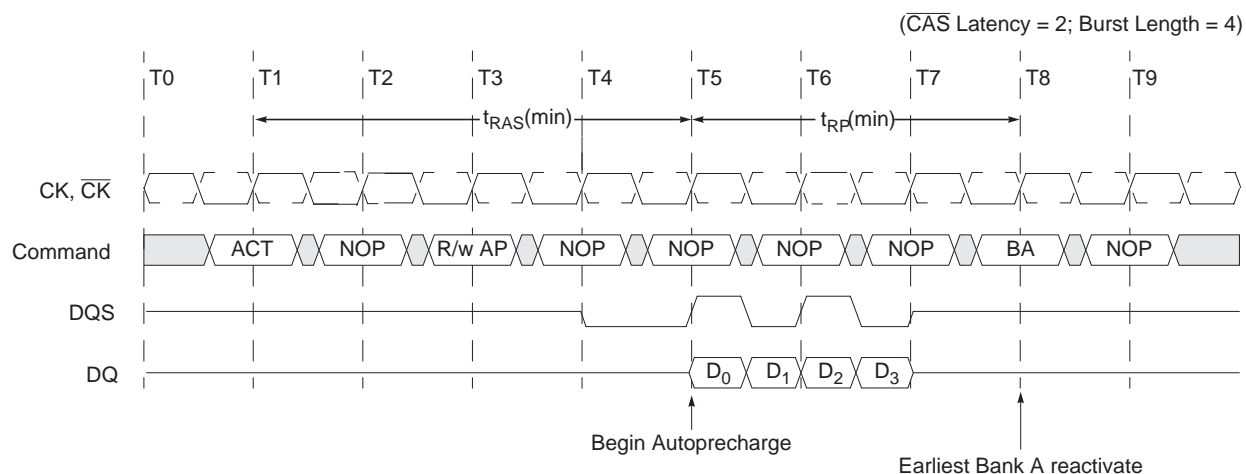 (CAS Latency = 2; Burst Length = 4)
T0 T1 T2 T3 T4 T5 T6 T7 T8 T9
tRAS(min) tRP(min)
CK, CK
Command ACT NOP R/w AP NOP NOP NOP NOP BA NOP
DQS
DQ D0 D1 D2 D3
Begin Autoprecharge
Earliest Bank A reactivate